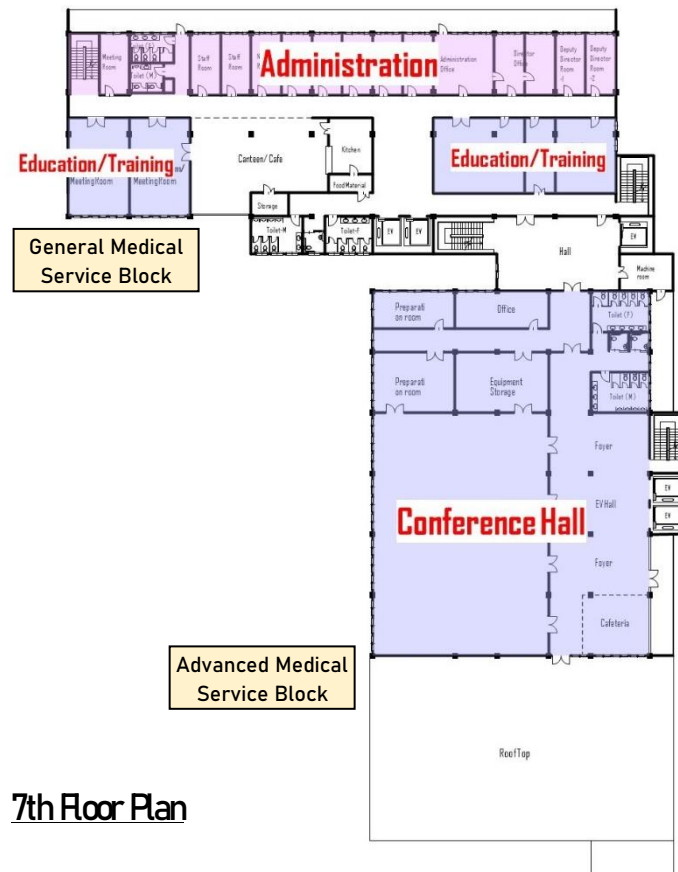 Meeting
Room
Toilet (M)
Staff
Room
Staff
Room
Administration
Administration
Office
Director
Office
Deputy
Director
Room
-1
Deputy
Director
Room
-2
Education/Training
Meeting Room
Meeting Room
Canteen/ Cafe
Kitchen
Food Material
Storage
Education/Training
Toilet-M
Toilet-F
EV
EV
Hall
EV
Machine
room
General Medical
Service Block
Preparati
on room
Office
Toilet (F)
Preparati
on room
Equipment
Storage
Toilet (M)
Foyer
EV
EV Hall
EV
Conference Hall
Foyer
Cafeteria
Advanced Medical
Service Block
Roof Top
7th Floor Plan